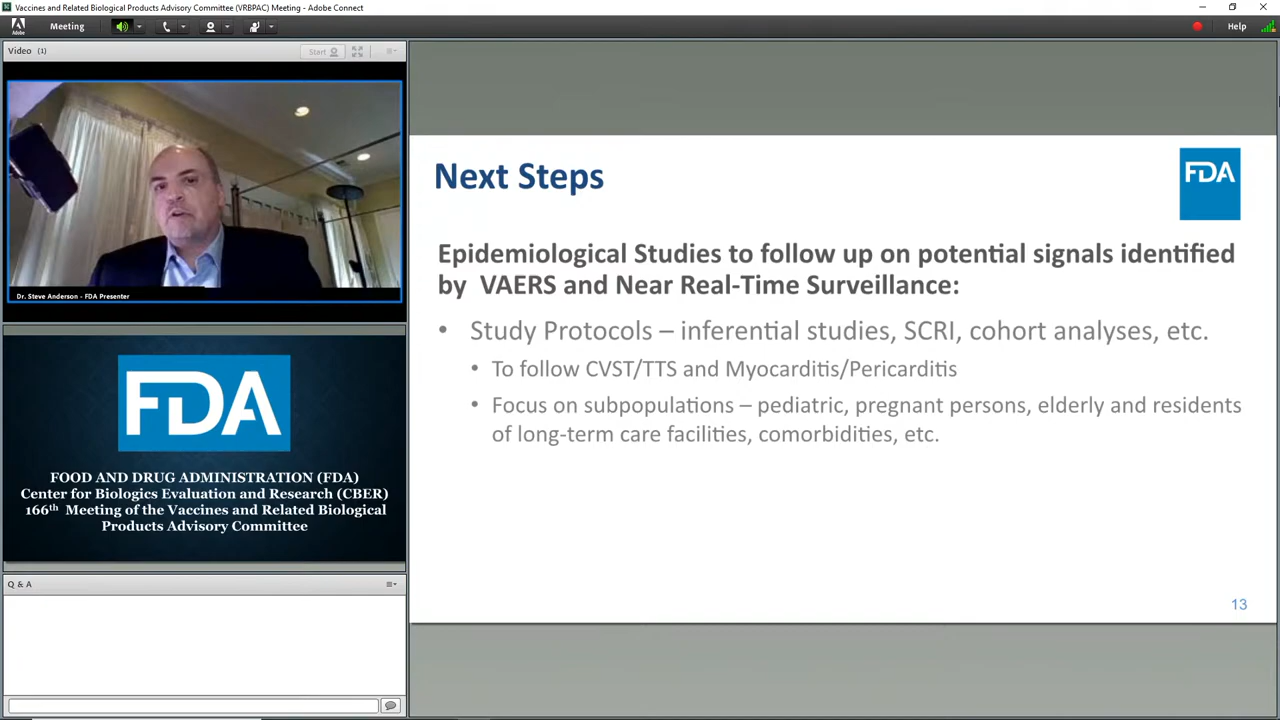 Vaccines and Related Biological Products Advisory Committee (VRBPAC) Meeting - Adobe Connect
Adobe
Meeting
Help
Video (1)
Start
Dr. Steve Anderson - FDA Presenter
FDA
FOOD AND DRUG ADMINISTRATION (FDA)
Center for Biologics Evaluation and Research (CBER)
166th Meeting of the Vaccines and Related Biological
Products Advisory Committee
Q & A
Next Steps
FDA
Epidemiological Studies to follow up on potential signals identified
by VAERS and Near Real-Time Surveillance:
• Study Protocols – inferential studies, SCRI, cohort analyses, etc.
• To follow CVST/TTS and Myocarditis/Pericarditis
• Focus on subpopulations – pediatric, pregnant persons, elderly and residents
of long-term care facilities, comorbidities, etc.
13